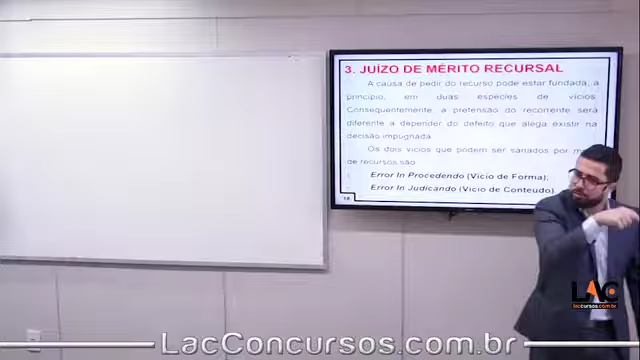 3. JUÍZO DE MÉRITO RECURSAL
A causa de pedir do recurso pode estar fundada, a
princípio, em duas espécies de vícios.
Consequentemente, a pretensão do recorrente será
diferente a depender do defeito que alega existir na
decisão impugnada.
Os dois vícios que podem ser sanados por
de recursos são
Error In Procedendo (Vício de Forma);
Error In Judicando (Vício de Conteúdo).
18
LAC
lacconcursos.com.br
LacConcursos.com.br